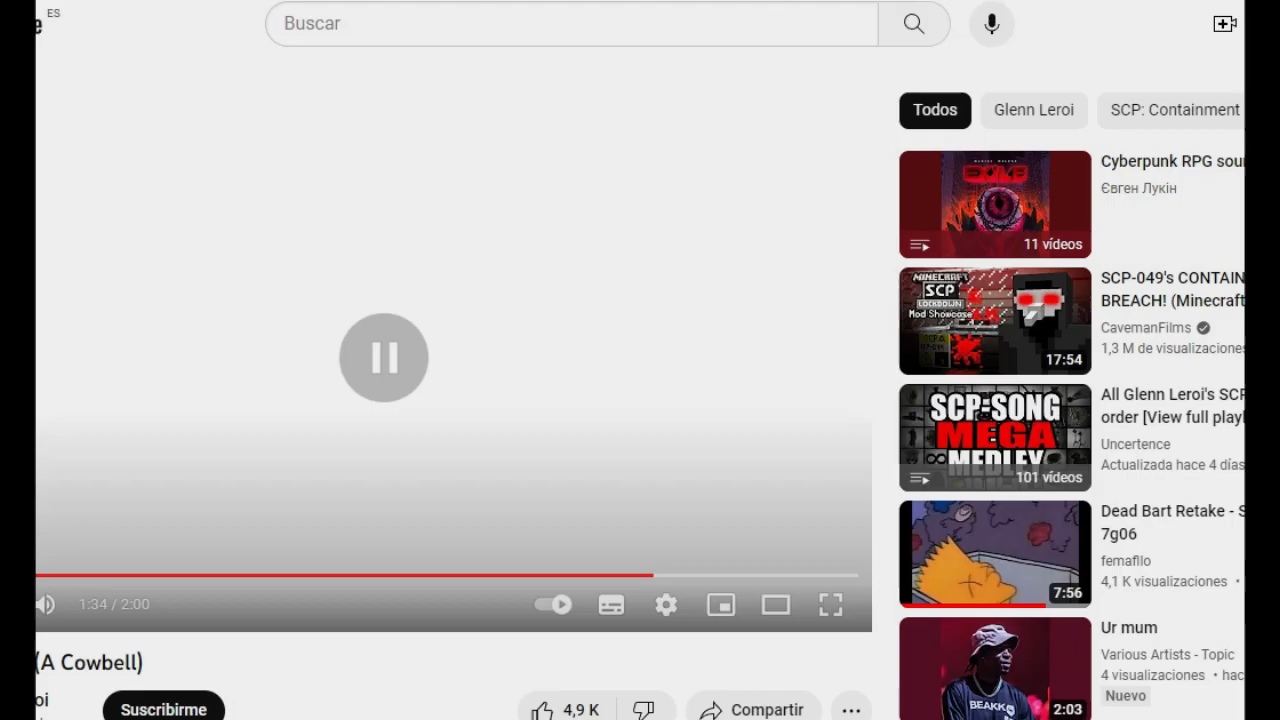 ES
e
Buscar
Todos
Glenn Leroi
SCP: Containment
Cyberpunk RPG sou
Євген Лукін
11 vídeos
MINECRAFT
SCP
LOCKDOWN
Mod Showcase
17:54
SCP-049's CONTAIN
BREACH! (Minecraft
CavemanFilms
1,3 M de visualizaciones
SCP:SONG
MEGA
MEDLEY
101 vídeos
All Glenn Leroi's SCP
order [View full playl
Uncertence
Actualizada hace 4 días
7:56
Dead Bart Retake - S
7g06
femafllo
4,1 K visualizaciones •
BEAKK
2:03
Ur mum
Various Artists - Topic
4 visualizaciones • hac
Nuevo
1:34 / 2:00
(A Cowbell)
oi
Suscribirme
4,9 K
Compartir